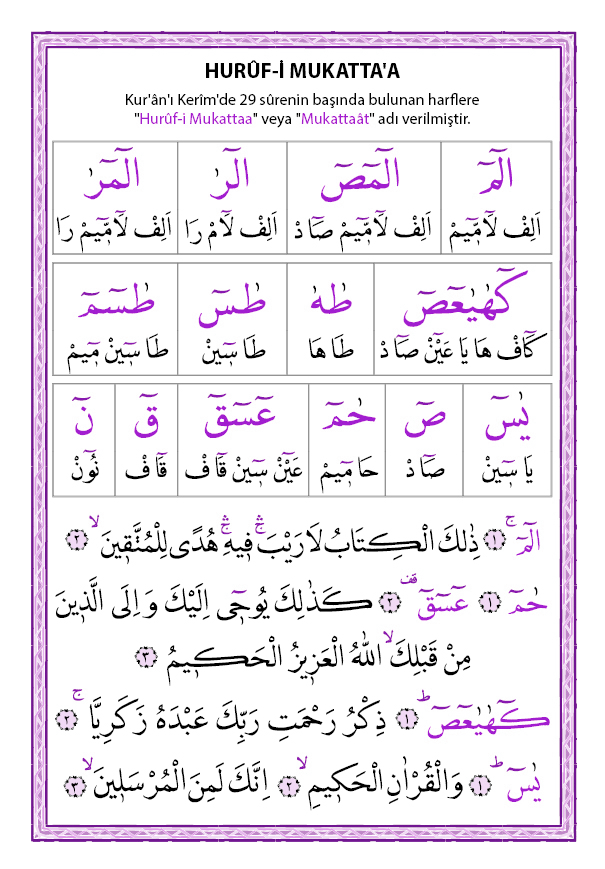 HURÛF-İ MUKATTA'A
Kur'ân'ı Kerîm'de 29 sûrenin başında bulunan harflere
"Hurûf-i Mukattaa" veya "Mukattaât" adı verilmiştir.
الٓمٓ الٓمٓصٓ الٓرٰ الٓمٓرٰ
اَلِفْ لَٓامْ مٖٓيمْ اَلِفْ لَٓامْ مٖٓيمْ صَٓادْ اَلِفْ لَٓامْ رَا اَلِفْ لَٓامْ مٖٓيمْ رَا
كٓهٰيٰعٓصٓ طٰهٰ طٰسٓ طٰسٓمٓ
كَٓافْ هَا يَا عَيْنْ صَٓادْ طَا هَا طَا سٖٓينْ طَا سٖٓينْ مٖٓيمْ
يٰسٓ صٓ حٰمٓ عٓسٓقٓ قٓ نٓ
يَا سٖٓينْ صَٓادْ حَا مٖٓيمْ عَيْنْ سٖٓينْ قَٓافْ قَٓافْ نُٓونْ
الٓمٓۚ ﴿١﴾ ذٰلِكَ الْكِتَابُ لَا رَيْبَۚۛ فٖيهِۚۛ هُدًى لِلْمُتَّقٖينَۙ ﴿٢﴾
حٰمٓ ﴿١﴾ عٓسٓقٓ قف ﴿٢﴾ كَذٰلِكَ يُوحٖٓى اِلَيْكَ وَاِلَى الَّذٖينَ
مِنْ قَبْلِكَۙ اللّٰهُ الْعَزٖيزُ الْحَكٖيمُ ﴿٣﴾
كٓهٰيٰعٓصٓؕ ﴿١﴾ ذِكْرُ رَحْمَتِ رَبِّكَ عَبْدَهُ زَكَرِيَّاۚ ﴿٢﴾
يٰسٓؕ ﴿١﴾ وَالْقُرْاٰنِ الْحَكٖيمِۙ ﴿٢﴾ اِنَّكَ لَمِنَ الْمُرْسَلٖينَۙ ﴿٣﴾